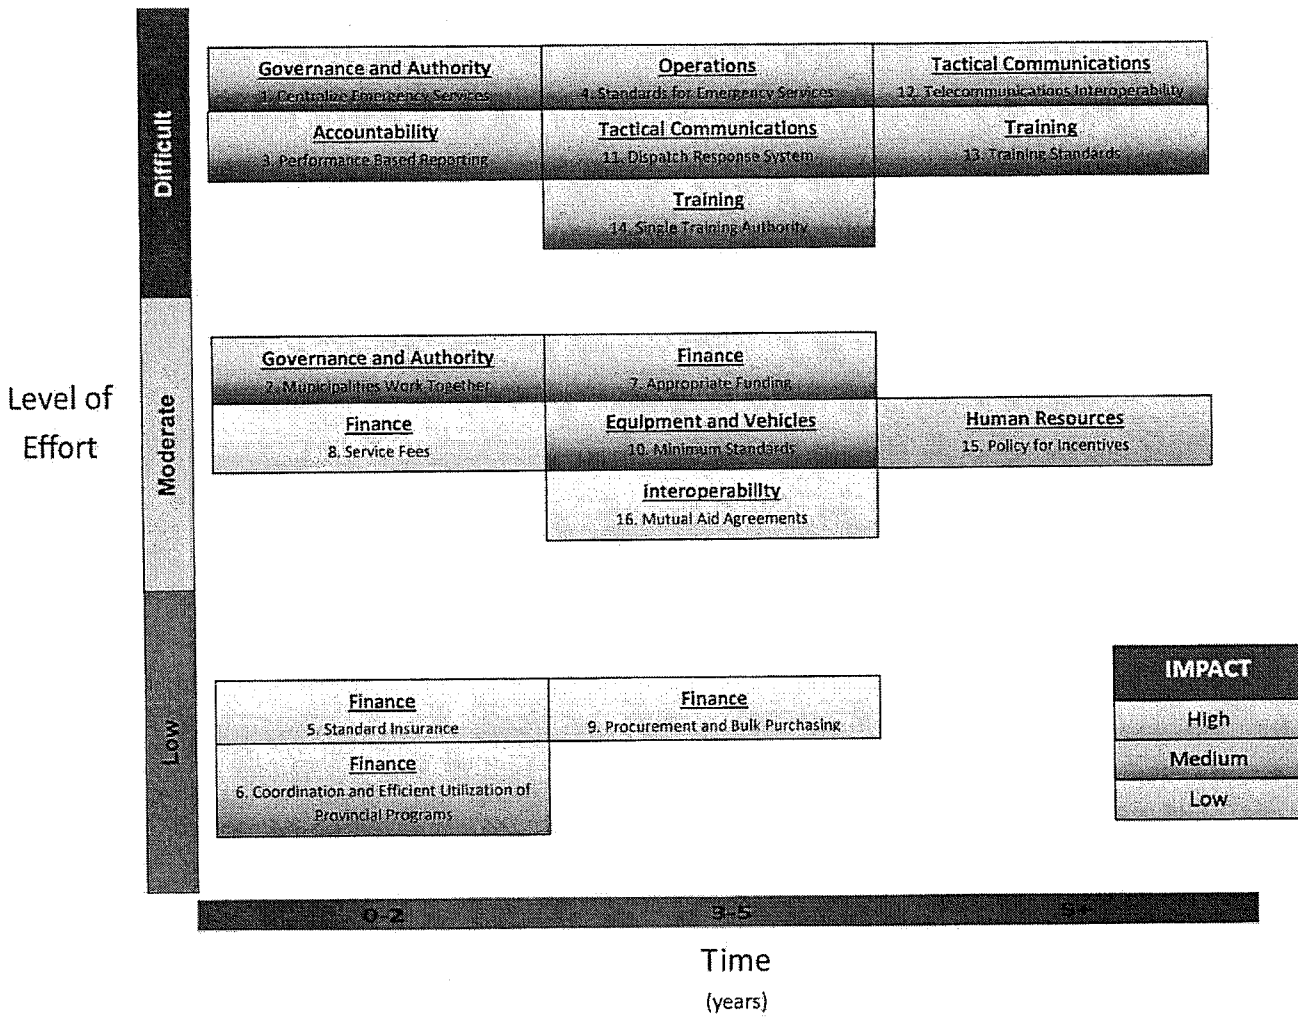 Difficult
Governance and Authority
1. Centralize Emergency Services
Operations
4. Standards for Emergency Services
Tactical Communications
12. Telecommunications Interoperability
Accountability
3. Performance Based Reporting
Tactical Communications
11. Dispatch Response System
Training
13. Training Standards
Training
14. Single Training Authority
Level of
Effort
Moderate
Governance and Authority
2. Municipalities Work Together
Finance
7. Appropriate Funding
Finance
8. Service Fees
Equipment and Vehicles
10. Minimum Standards
Human Resources
15. Policy for Incentives
Interoperability
16. Mutual Aid Agreements
Low
Finance
5. Standard Insurance
Finance
9. Procurement and Bulk Purchasing
Finance
6. Coordination and Efficient Utilization of
Provincial Programs
IMPACT
High
Medium
Low
0-2
3-5
5+
Time
(years)